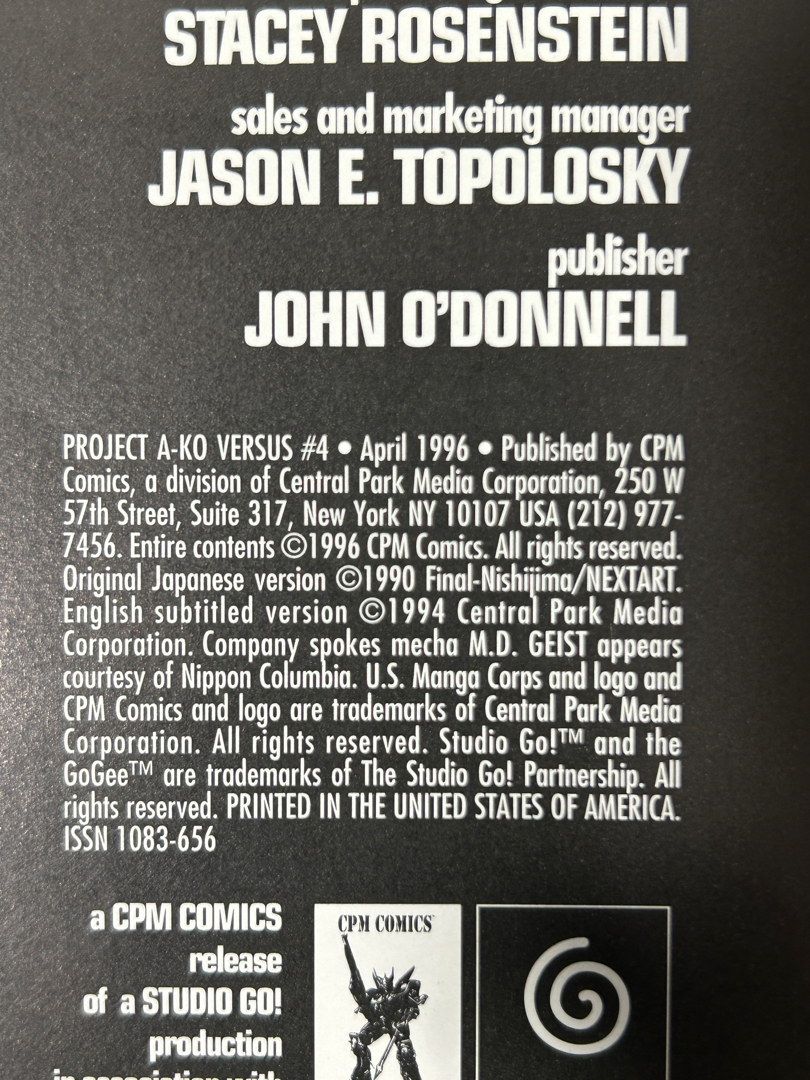 STACEY ROSENSTEIN
sales and marketing manager
JASON E. TOPOLOSKY
publisher
JOHN O'DONNELL
PROJECT A-KO VERSUS #4 • April 1996 • Published by CPM
Comics, a division of Central Park Media Corporation, 250 W
57th Street, Suite 317, New York NY 10107 USA (212) 977-
7456. Entire contents ©1996 CPM Comics. All rights reserved.
Original Japanese version ©1990 Final-Nishijima/NEXTART.
English subtitled version ©1994 Central Park Media
Corporation. Company spokes mecha M.D. GEIST appears
courtesy of Nippon Columbia. U.S. Manga Corps and logo and
CPM Comics and logo are trademarks of Central Park Media
Corporation. All rights reserved. Studio Go!™ and the
GoGee™ are trademarks of The Studio Go! Partnership. All
rights reserved. PRINTED IN THE UNITED STATES OF AMERICA.
ISSN 1083-656
a CPM COMICS
release
of a STUDIO GO!
production
in association with
CPM COMICS